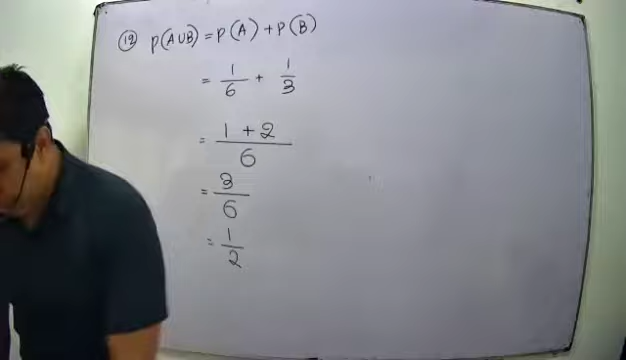 (12) P(A∪B) = P(A) + P(B)
= 1/6 + 1/3
= (1 + 2)/6
= 3/6
= 1/2